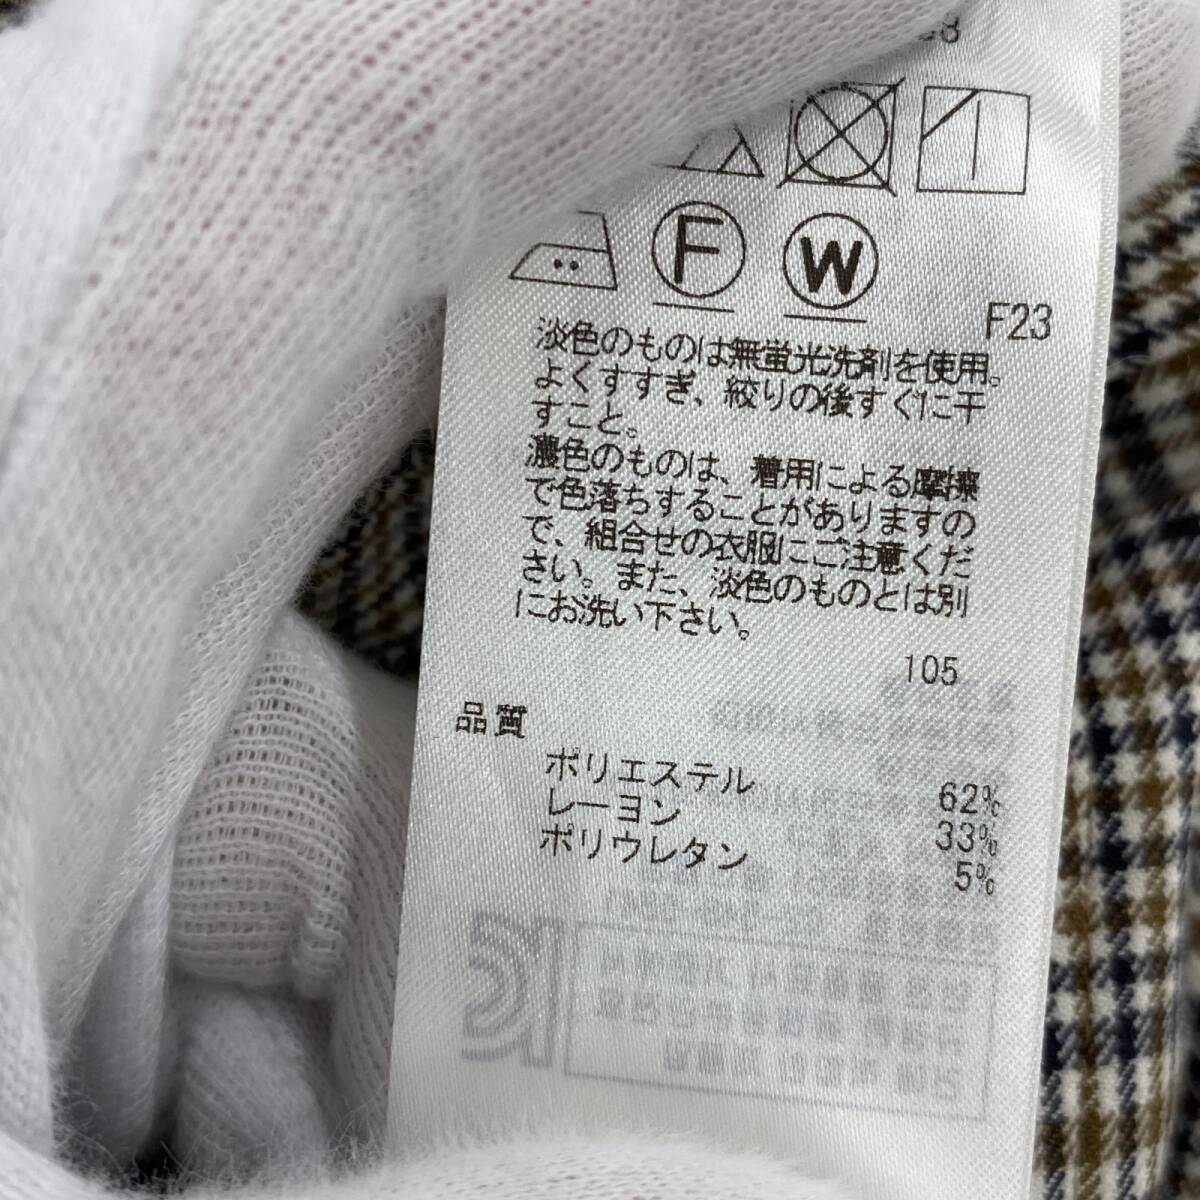 F
W
F23
淡色のものは無蛍光洗剤を使用。
よくすすぎ、絞りの後すぐに干
すこと。
濃色のものは、着用による摩擦
で色落ちすることがありますの
で、組合せの衣服にご注意くだ
さい。また、淡色のものとは別
にお洗い下さい。
105
品質
ポリエステル 62%
レーヨン 33%
ポリウレタン 5%